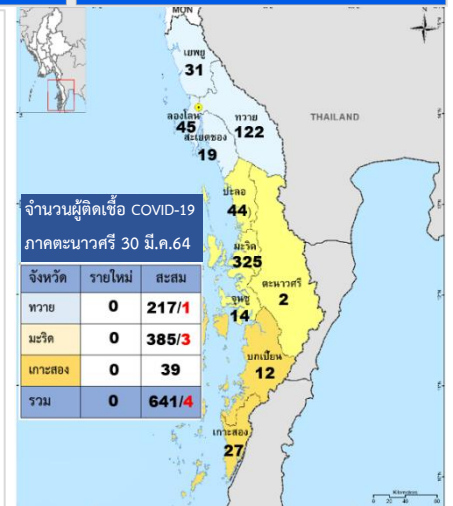 MON
เยพยู
31
THAILAND
ลองโลน
45
ทวาย
122
สะเยดชอง
19
ปะลอ
44
จำนวนผู้ติดเชื้อ COVID-19
ภาคตะนาวศรี 30 มี.ค.64
มะริด
325
ตะนาวศรี
2
จังหวัด รายใหม่ สะสม
ทวาย 0 217/1
จุนซู
14
มะริด 0 385/3
บกเปี้ยน
12
เกาะสอง 0 39
รวม 0 641/4
เกาะสอง
27
Kilometers